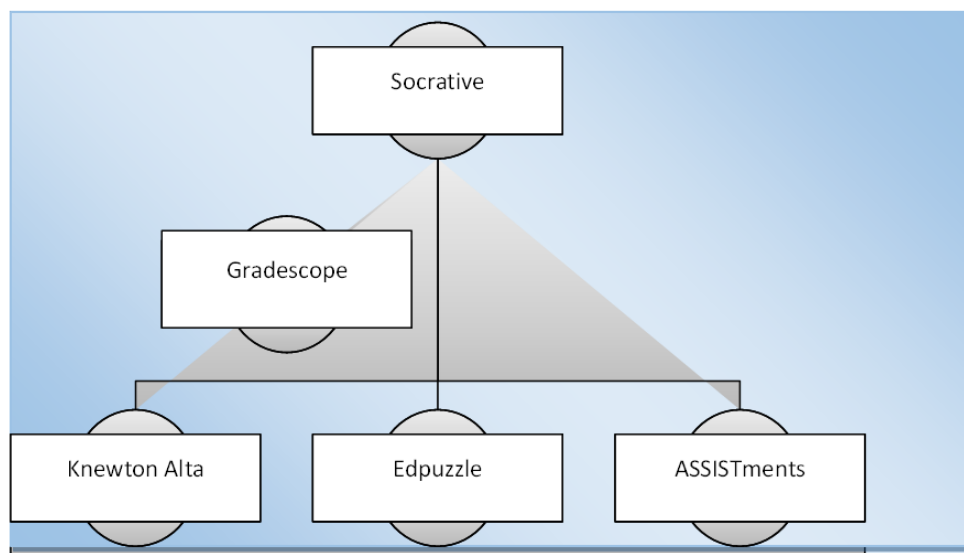 Socrative
Gradescope
Knewton Alta
Edpuzzle
ASSISTments